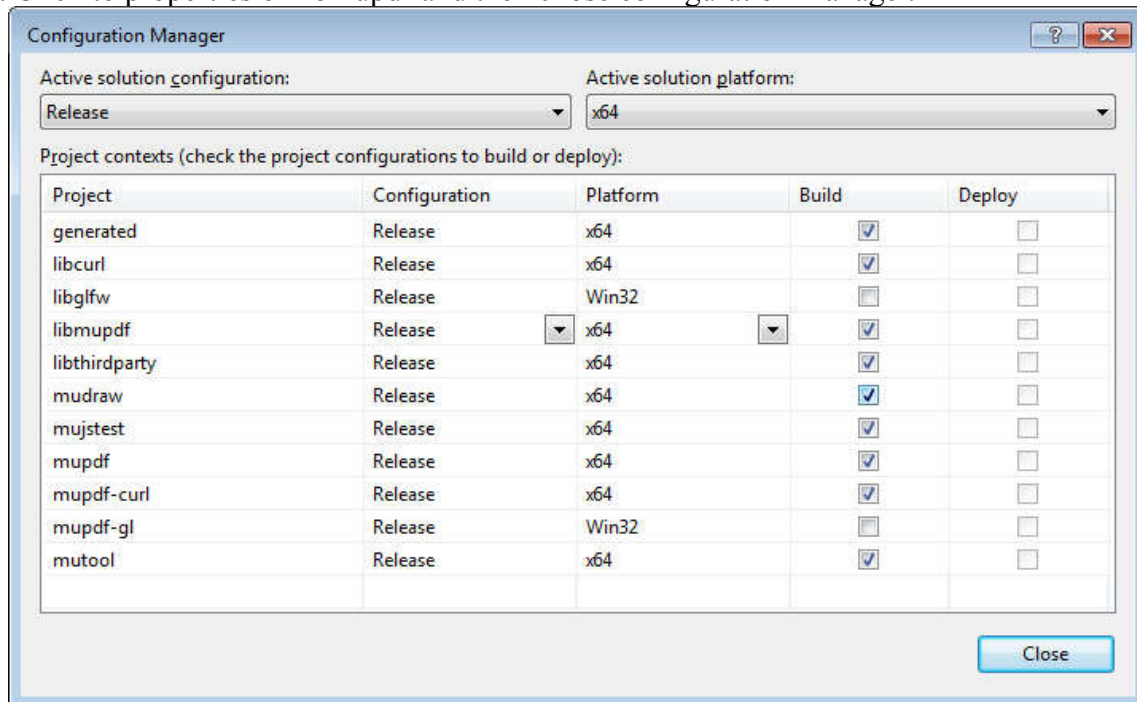 Configuration Manager
Active solution configuration: Active solution platform:
Release x64
Project contexts (check the project configurations to build or deploy):
Project Configuration Platform Build Deploy
generated Release x64
libcurl Release x64
libglfw Release Win32
libmupdf Release x64
libthirdparty Release x64
mudraw Release x64
mujstest Release x64
mupdf Release x64
mupdf-curl Release x64
mupdf-gl Release Win32
mutool Release x64
Close